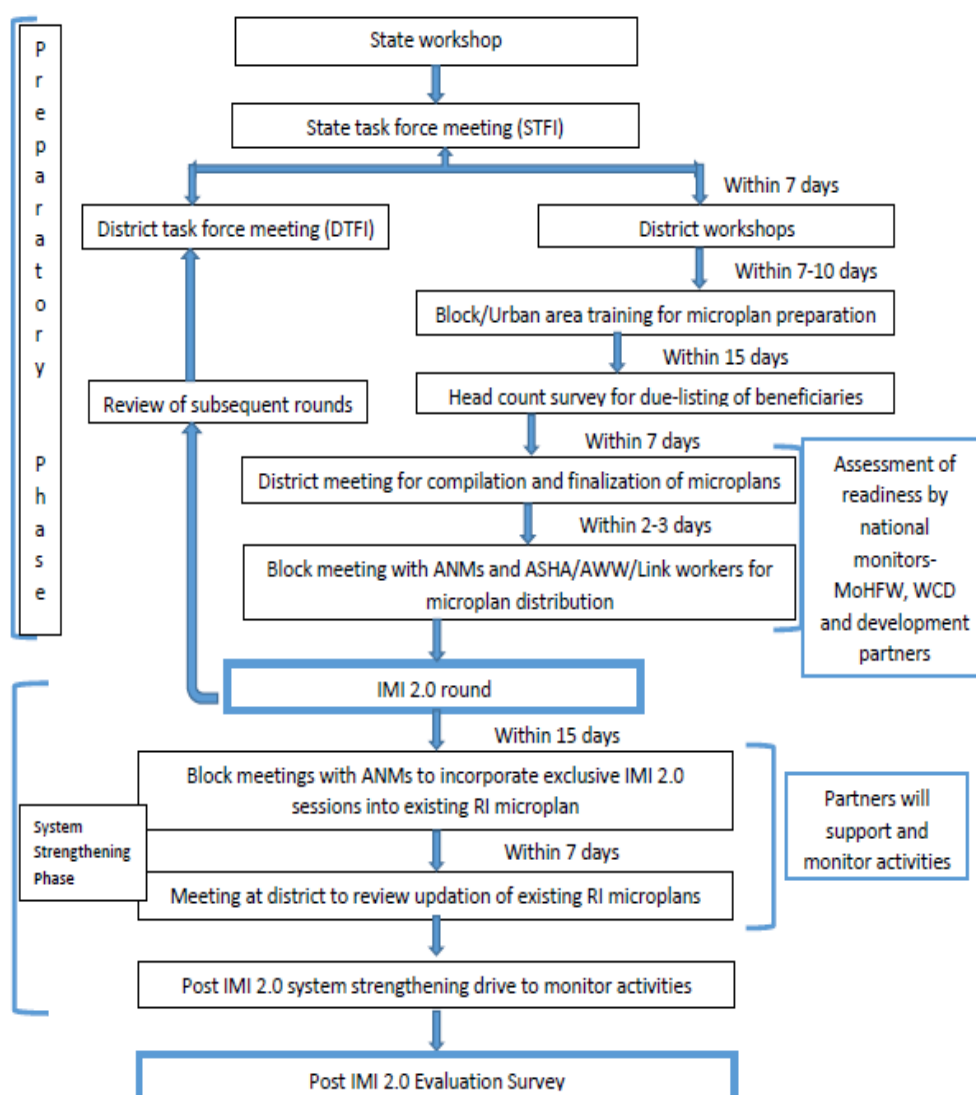 Preparatory Phase
State workshop
State task force meeting (STFI)
Within 7 days
District task force meeting (DTFI)
District workshops
Within 7-10 days
Block/Urban area training for microplan preparation
Within 15 days
Review of subsequent rounds
Head count survey for due-listing of beneficiaries
Within 7 days
District meeting for compilation and finalization of microplans
Within 2-3 days
Block meeting with ANMs and ASHA/AWW/Link workers for
microplan distribution
Assessment of
readiness by
national
monitors-
MoHFW, WCD
and development
partners
IMI 2.0 round
Within 15 days
Block meetings with ANMs to incorporate exclusive IMI 2.0
sessions into existing RI microplan
Within 7 days
Meeting at district to review updation of existing RI microplans
Partners will
support and
monitor activities
System
Strengthening
Phase
Post IMI 2.0 system strengthening drive to monitor activities
Post IMI 2.0 Evaluation Survey